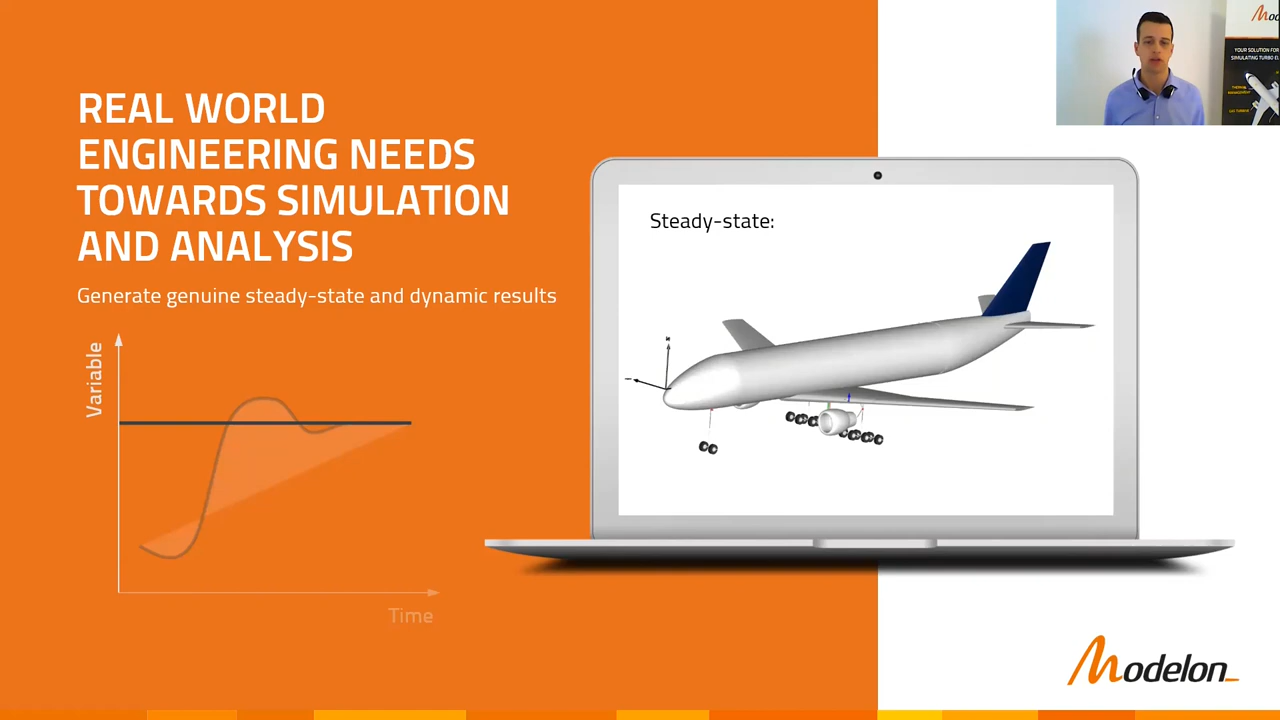 REAL WORLD
ENGINEERING NEEDS
TOWARDS SIMULATION
AND ANALYSIS
Generate genuine steady-state and dynamic results
Variable
Time
Steady-state:
YOUR SOLUTION FOR
SIMULATING TURBO EL
Modelon